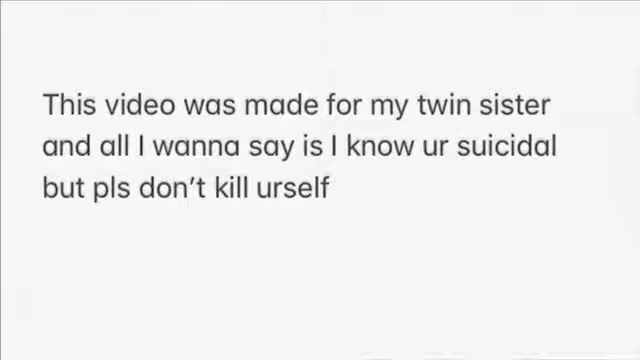 This video was made for my twin sister
and all I wanna say is I know ur suicidal
but pls don’t kill urself